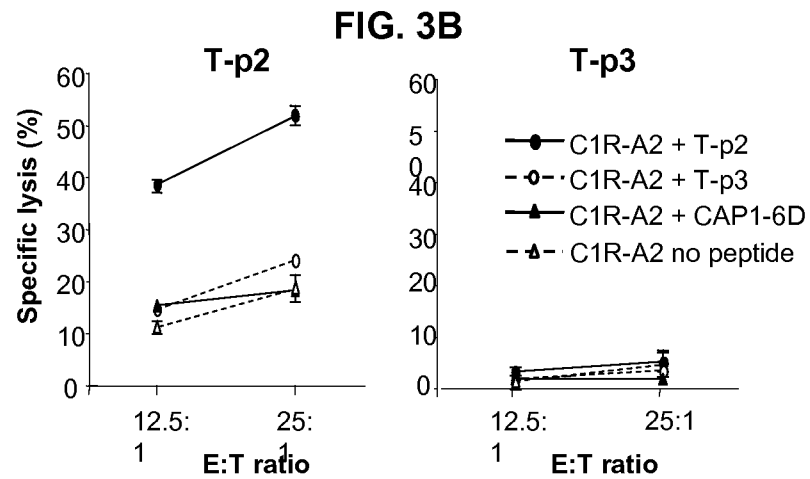 FIG. 3B
T-p2
T-p3
Specific lysis (%)
60
50
40
30
20
10
0
12.5:
1
25:
1
E:T ratio
60
5
0
40
30
20
10
0
12.5:
1
25:1
E:T ratio
C1R-A2 + T-p2
C1R-A2 + T-p3
C1R-A2 + CAP1-6D
C1R-A2 no peptide